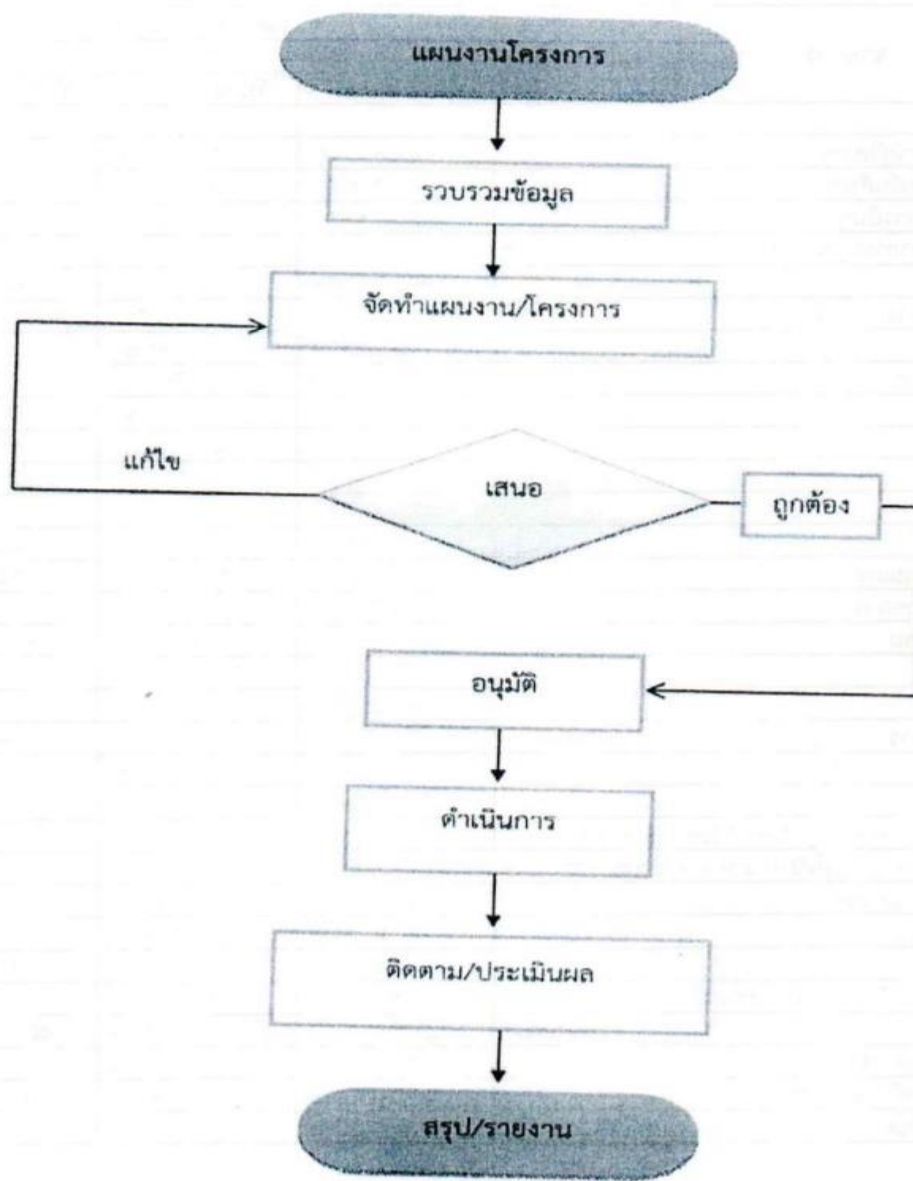 แผนงานโครงการ
รวบรวมข้อมูล
จัดทำแผนงาน/โครงการ
แก้ไข
เสนอ
ถูกต้อง
อนุมัติ
ดำเนินการ
ติดตาม/ประเมินผล
สรุป/รายงาน